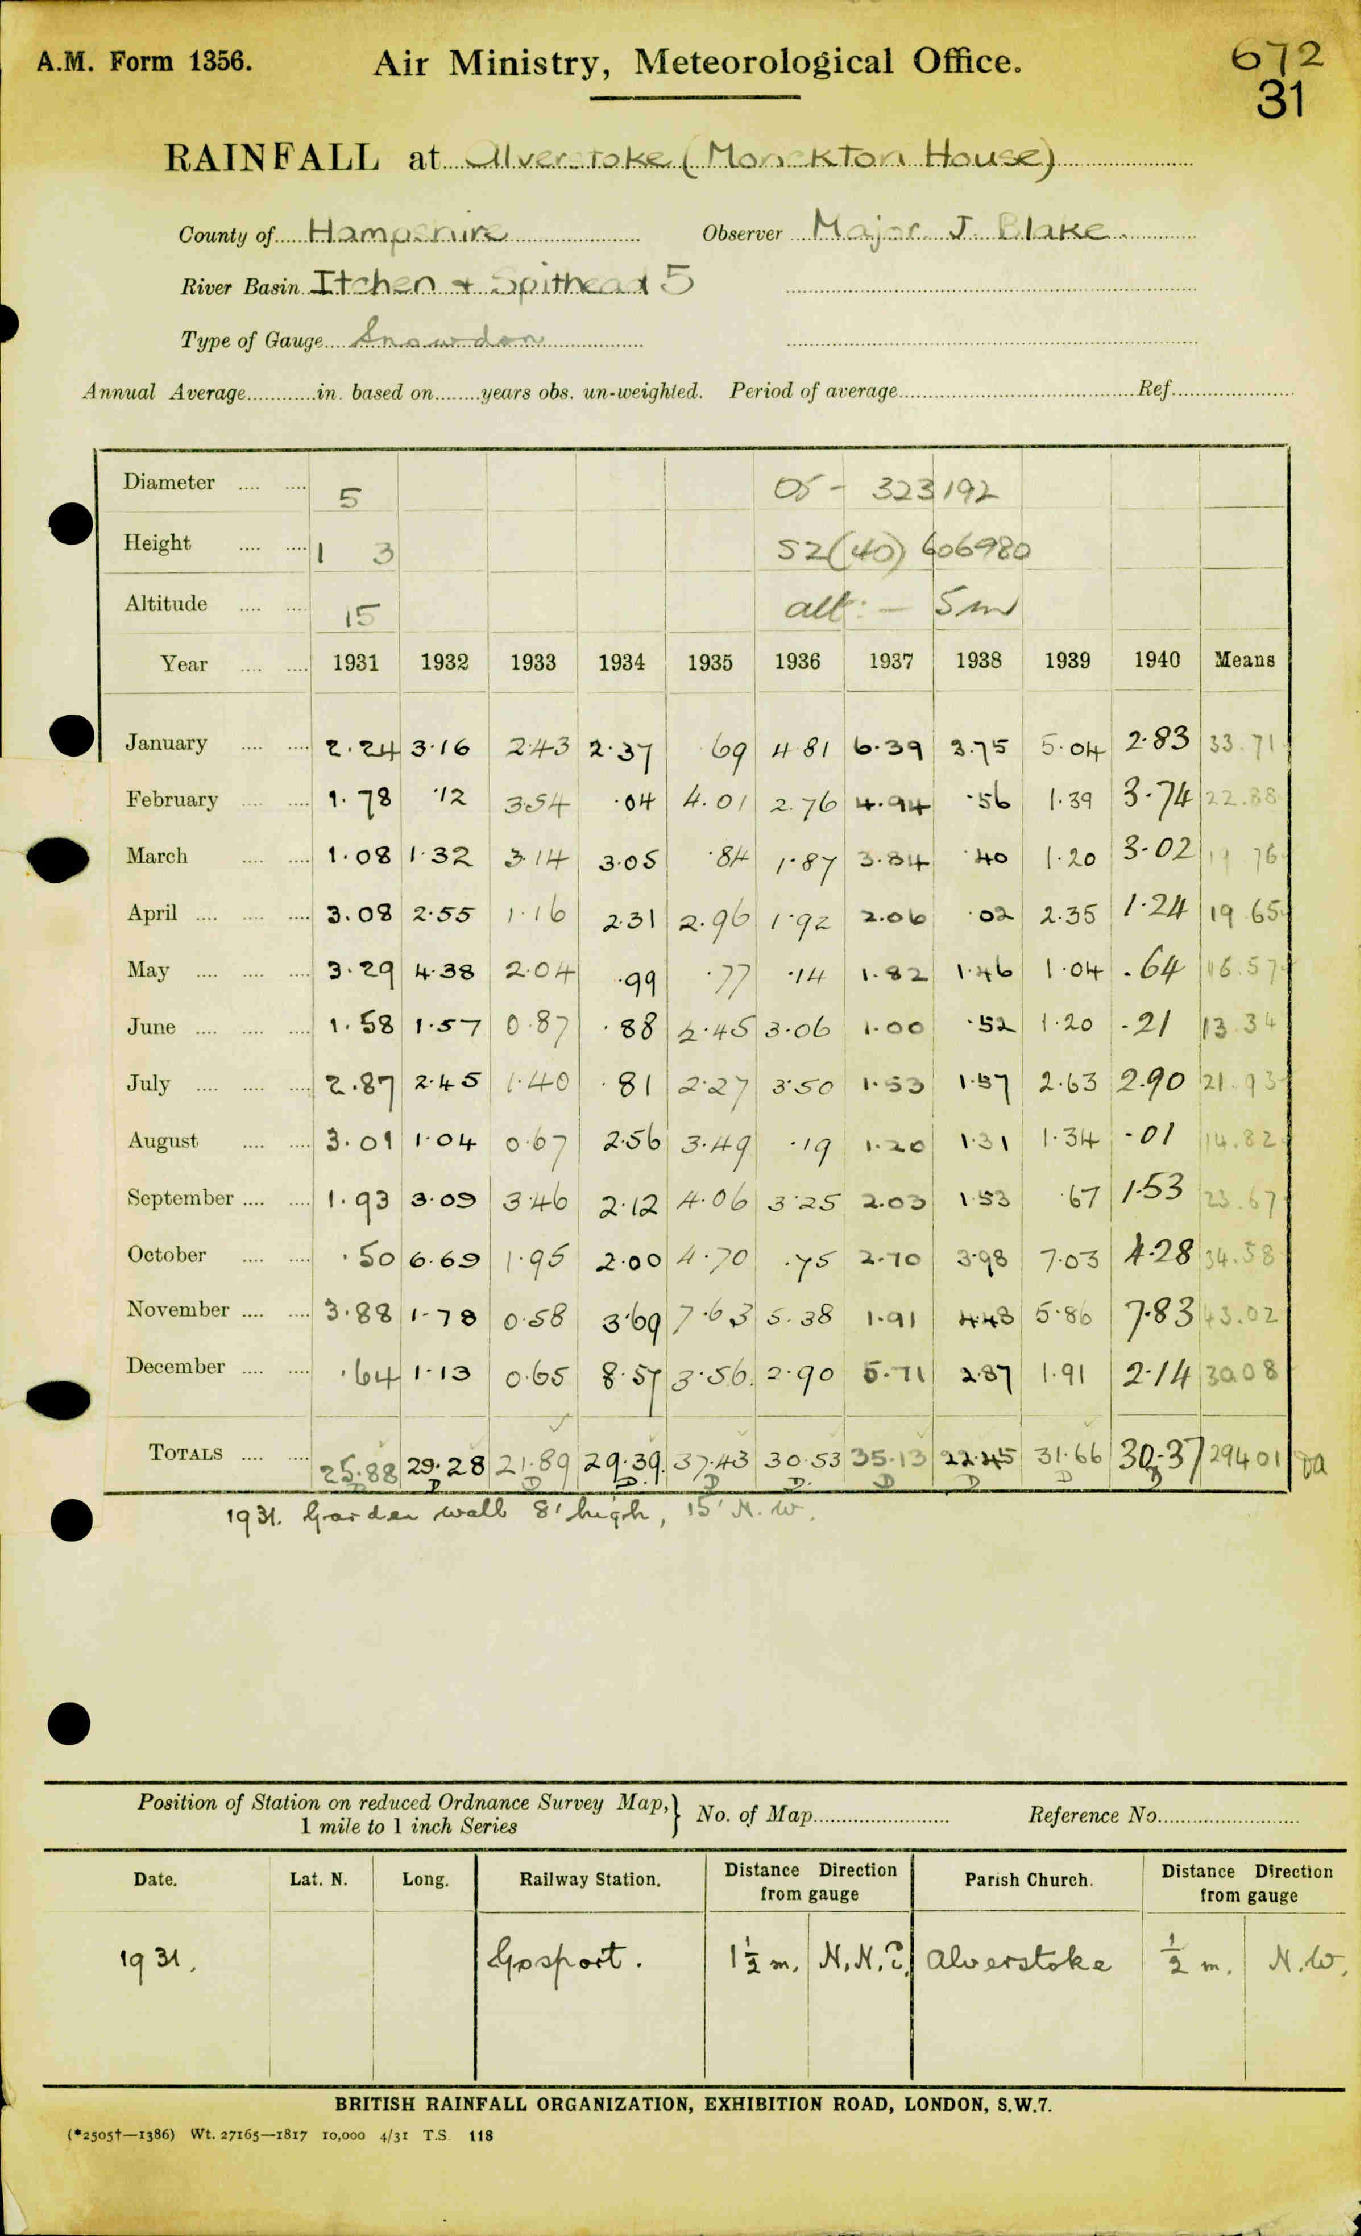 A.M. Form 1356. Air Ministry, Meteorological Office. 672
31
RAINFALL at Alverstoke (Monckton House)
County of Hampshire Observer Major J. Blake.
River Basin Itchen + Spithead 5
Type of Gauge Snowdon
Annual Average in. based on years obs. un-weighted. Period of average Ref.
Diameter 5 05 - 323192
Height 1 3 SZ(40) 606980
Altitude 15 alt: - 5m
Year 1931 1932 1933 1934 1935 1936 1937 1938 1939 1940 Means
January 2.24 3.16 2.43 2.37 .69 4.81 6.39 3.75 5.04 2.83 33.71
February 1.78 .12 3.54 .04 4.01 2.76 4.94 .56 1.39 3.74 22.88
March 1.08 1.32 3.14 3.05 .84 1.87 3.84 .40 1.20 3.02 19 76
April 3.08 2.55 1.16 2.31 2.96 1.92 2.06 .02 2.35 1.24 19 65
May 3.29 4.38 2.04 .99 .77 .14 1.82 1.46 1.04 .64 16.57
June 1.58 1.57 0.87 .88 2.45 3.06 1.00 .52 1.20 .21 13 34
July 2.87 2.45 1.40 .81 2.27 3.50 1.53 1.57 2.63 2.90 21.93
August 3.01 1.04 0.67 2.56 3.49 .19 1.20 1.31 1.34 .01 14.82
September 1.93 3.09 3.46 2.12 4.06 3.25 2.03 1.53 .67 1.53 23.67
October .50 6.69 1.95 2.00 4.70 .75 2.70 3.98 7.03 4.28 34.58
November 3.88 1.78 0.58 3.69 7.63 5.38 1.91 4.48 5.86 7.83 43.02
December .64 1.13 0.65 8.57 3.56 2.90 5.71 2.87 1.91 2.14 30.08
TOTALS 25.88 29.28 21.89 29.39 37.43 30.53 35.13 22.45 31.66 30.37 294 01
D D D D D D D D D D
1931. Garden wall 8' high, 15' N.W.
Position of Station on reduced Ordnance Survey Map,} No. of Map Reference No.
1 mile to 1 inch Series
Date. Lat. N. Long. Railway Station. Distance Direction from gauge Parish Church. Distance Direction from gauge
1931. Gosport. 1½ m. N.N.E. Alverstoke ½ m. N.W.
BRITISH RAINFALL ORGANIZATION, EXHIBITION ROAD, LONDON, S.W.7.
(*2505†—1386) Wt. 27165—1817 10,000 4/31 T.S. 118